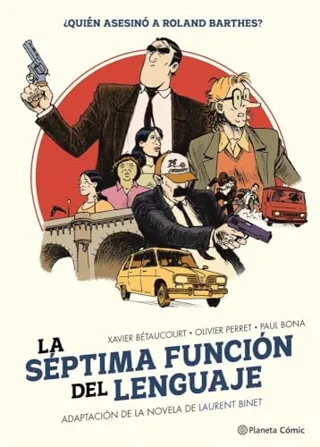 ¿QUIÉN ASESINÓ A ROLAND BARTHES?
XAVIER BÉTAUCOURT • OLIVIER PERRET • PAUL BONA
LA
SÉPTIMA FUNCIÓN
DEL LENGUAJE
ADAPTACIÓN DE LA NOVELA DE LAURENT BINET
Planeta Cómic